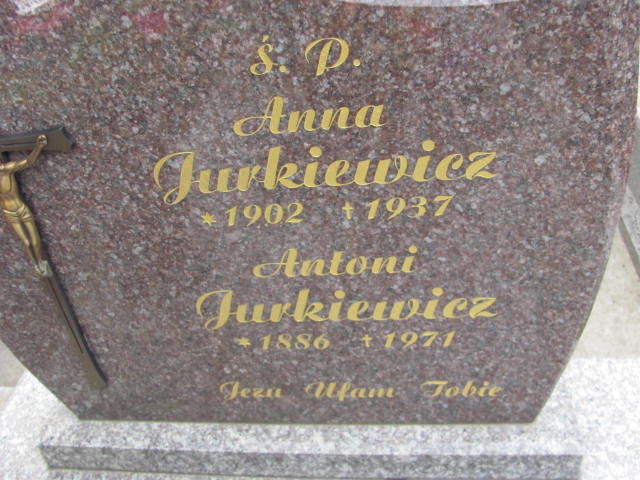 ś. P.
Anna
Jurkiewicz
* 1902 † 1937
Antoni
Jurkiewicz
* 1886 † 1971
Jezu Ufam Tobie